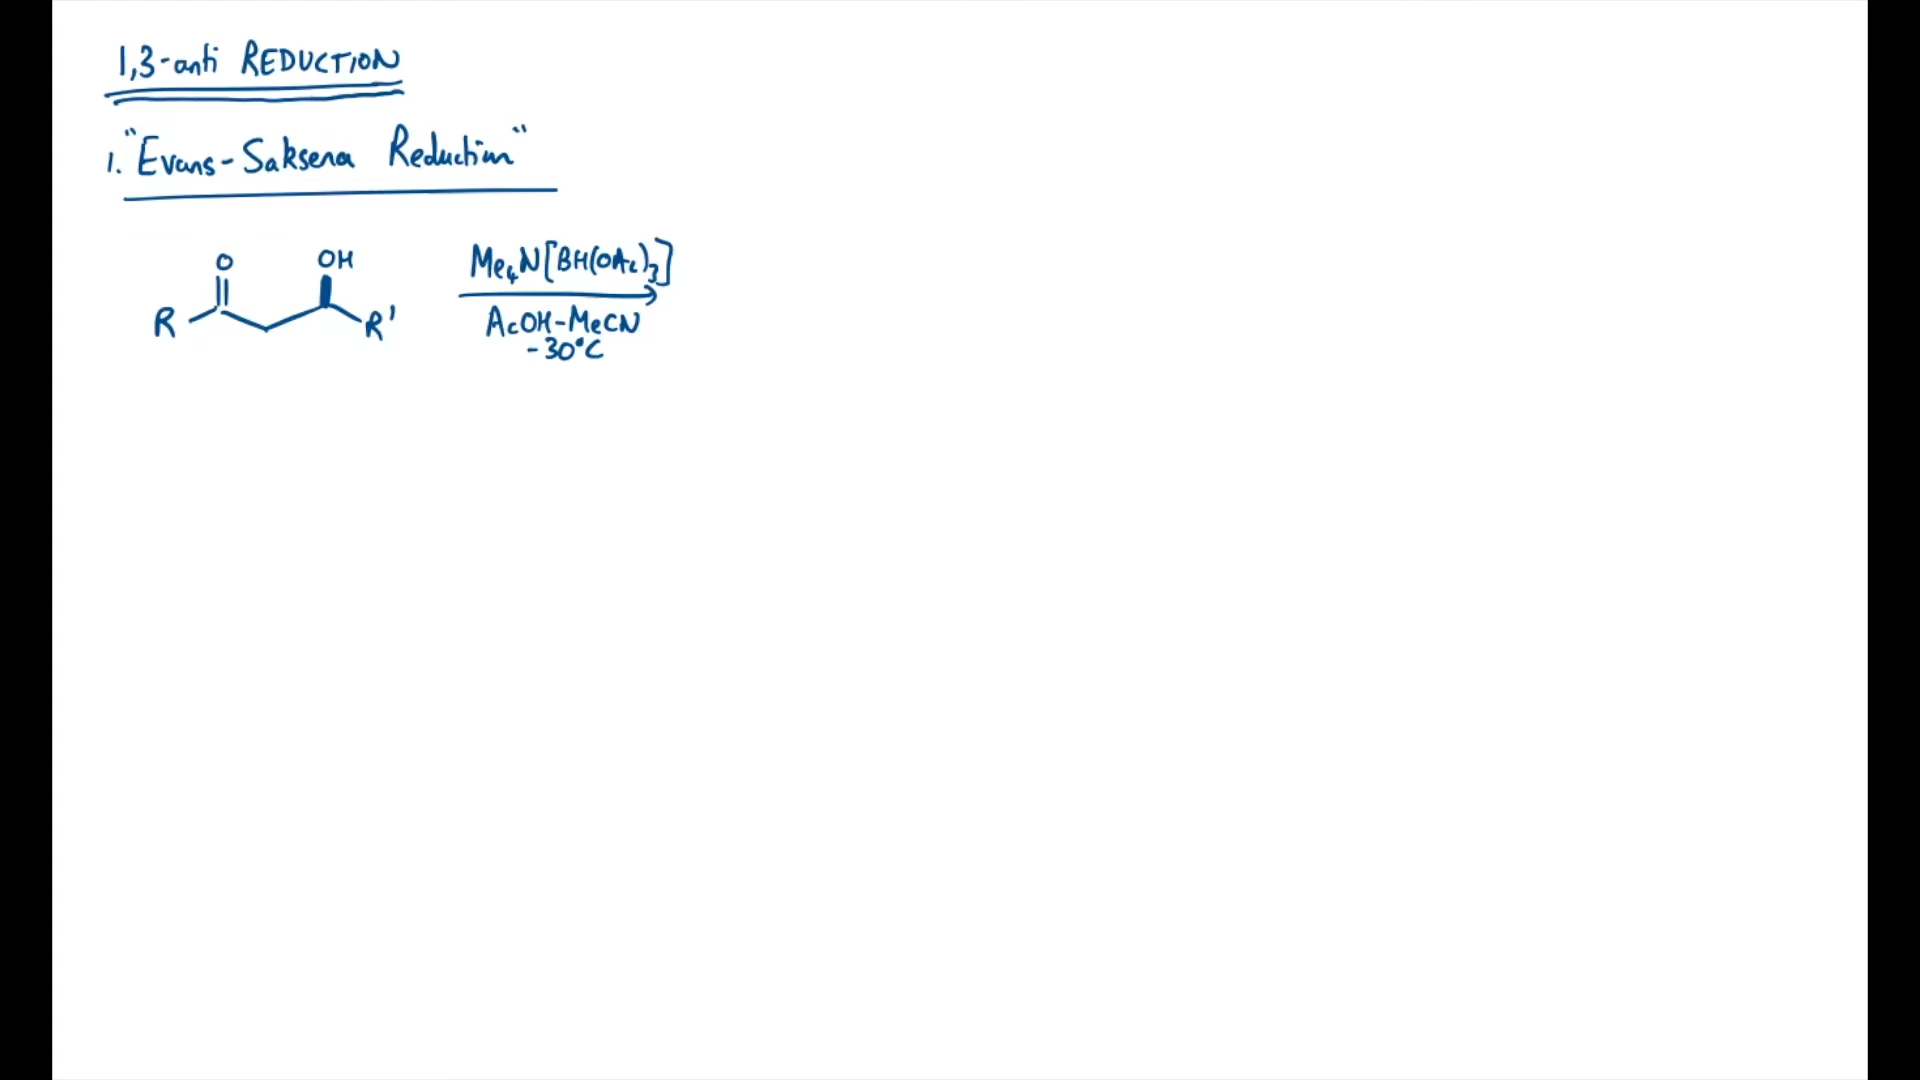 1,3-anti REDUCTION
1. "Evans-Saksena Reduction"
O OH
Me₄N[BH(OAc)₃]
R R'
AcOH-MeCN
-30°C